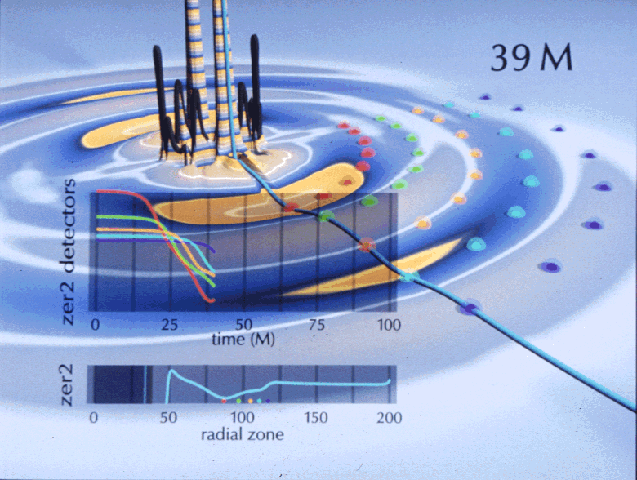 39 M
zer2 detectors
0 25 50 75 100
time (M)
zer2
0 50 100 150 200
radial zone